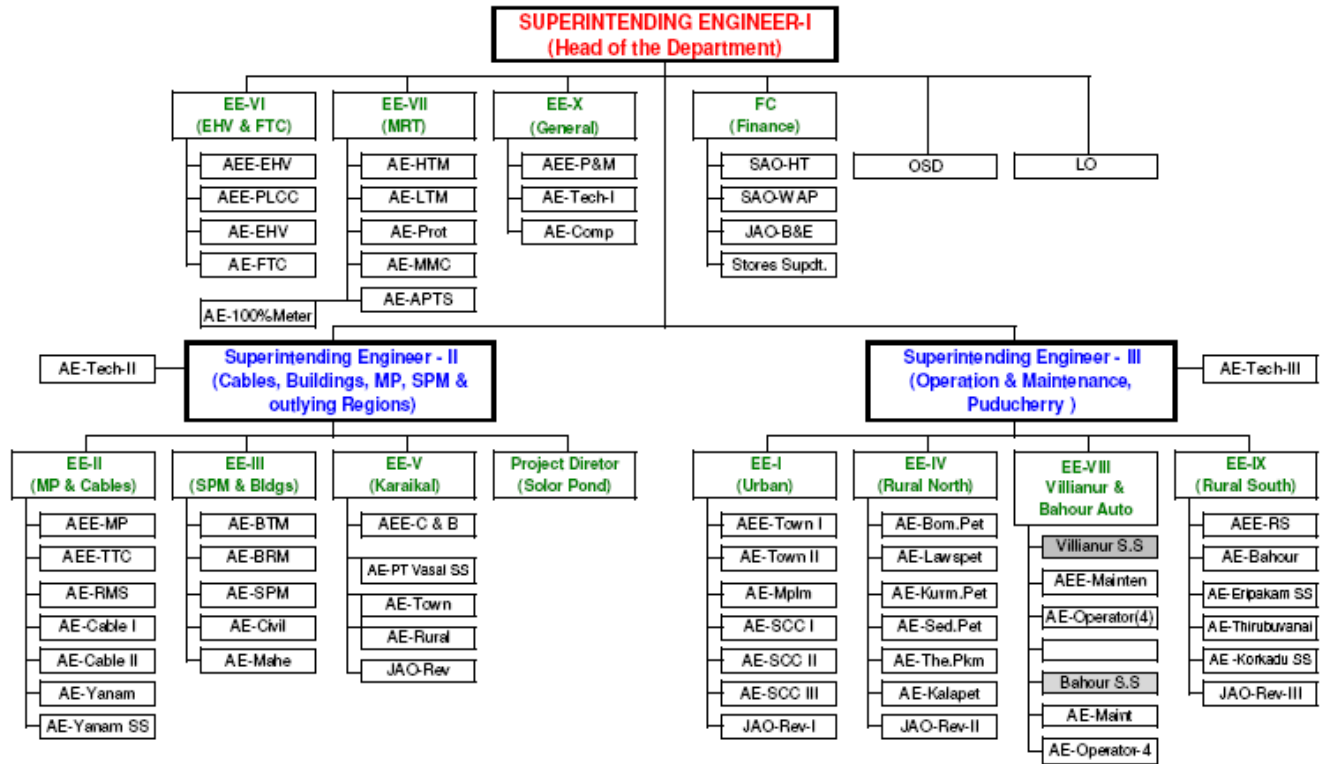 SUPERINTENDING ENGINEER-I
(Head of the Department)
EE-VI
(EHV & FTC)
AEE-EHV
AEE-PLCC
AE-EHV
AE-FTC
EE-VII
(MRT)
AE-HTM
AE-LTM
AE-Prot
AE-MMC
AE-APTS
AE-100%Meter
EE-X
(General)
AEE-P&M
AE-Tech-I
AE-Comp
FC
(Finance)
SAO-HT
SAO-WAP
JAO-B&E
Stores Supdt.
OSD
LO
AE-Tech-II
Superintending Engineer - II
(Cables, Buildings, MP, SPM &
outlying Regions)
Superintending Engineer - III
(Operation & Maintenance,
Puducherry )
AE-Tech-III
EE-II
(MP & Cables)
AEE-MP
AEE-TTC
AE-RMS
AE-Cable I
AE-Cable II
AE-Yanam
AE-Yanam SS
EE-III
(SPM & Bldgs)
AE-BTM
AE-BRM
AE-SPM
AE-Civil
AE-Mahe
EE-V
(Karaikal)
AEE-C & B
AE-PT Vasal SS
AE-Town
AE-Rural
JAO-Rev
Project Diretor
(Solor Pond)
EE-I
(Urban)
AEE-Town I
AE-Town II
AE-Mplm
AE-SCC I
AE-SCC II
AE-SCC III
JAO-Rev-I
EE-IV
(Rural North)
AE-Bom.Pet
AE-Lawspet
AE-Kurm.Pet
AE-Sed.Pet
AE-The.Pkm
AE-Kalapet
JAO-Rev-II
EE-VIII
Villianur &
Bahour Auto
Villianur S.S
AEE-Mainten
AE-Operator(4)
Bahour S.S
AE-Maint
AE-Operator-4
EE-IX
(Rural South)
AEE-RS
AE-Bahour
AE-Eripakam SS
AE-Thirubuvanai
AE -Korkadu SS
JAO-Rev-III